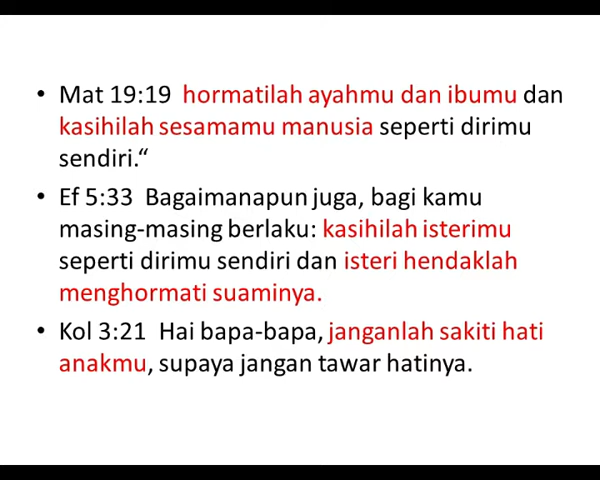 • Mat 19:19  hormatilah ayahmu dan ibumu dan
kasihilah sesamamu manusia seperti dirimu
sendiri.“
• Ef 5:33  Bagaimanapun juga, bagi kamu
masing-masing berlaku: kasihilah isterimu
seperti dirimu sendiri dan isteri hendaklah
menghormati suaminya.
• Kol 3:21  Hai bapa-bapa, janganlah sakiti hati
anakmu, supaya jangan tawar hatinya.